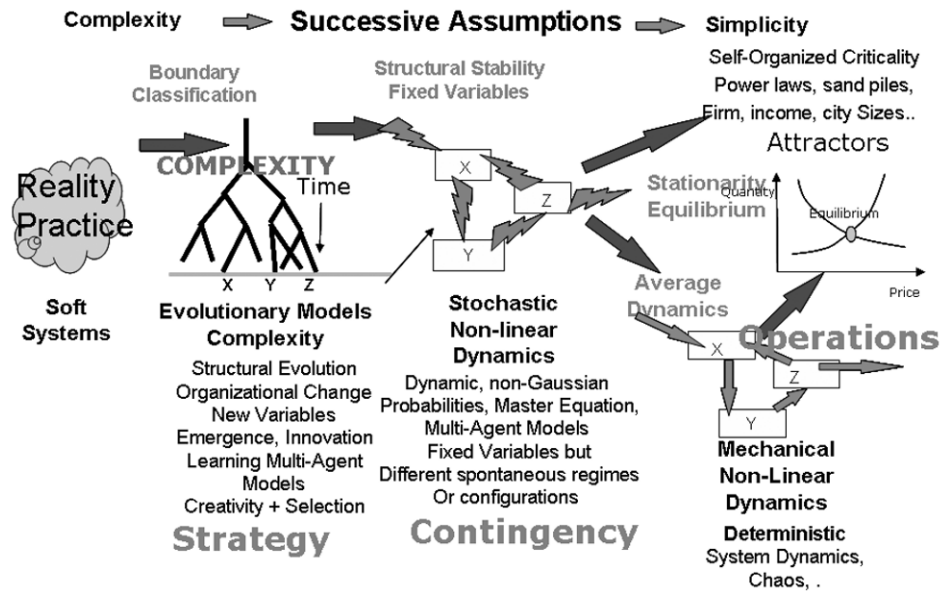 Complexity
Successive Assumptions
Simplicity
Boundary
Classification
Structural Stability
Fixed Variables
Self-Organized Criticality
Power laws, sand piles,
Firm, income, city Sizes..
Attractors
Reality
Practice
COMPLEXITY
Time
X
Y
Z
X
Z
Y
Stationarity
Equilibrium
Quantity
Equilibrium
Price
Soft
Systems
Evolutionary Models
Complexity
Structural Evolution
Organizational Change
New Variables
Emergence, Innovation
Learning Multi-Agent
Models
Creativity + Selection
Strategy
Stochastic
Non-linear
Dynamics
Dynamic, non-Gaussian
Probabilities, Master Equation,
Multi-Agent Models
Fixed Variables but
Different spontaneous regimes
Or configurations
Contingency
Average
Dynamics
Operations
X
Z
Y
Mechanical
Non-Linear
Dynamics
Deterministic
System Dynamics,
Chaos, .